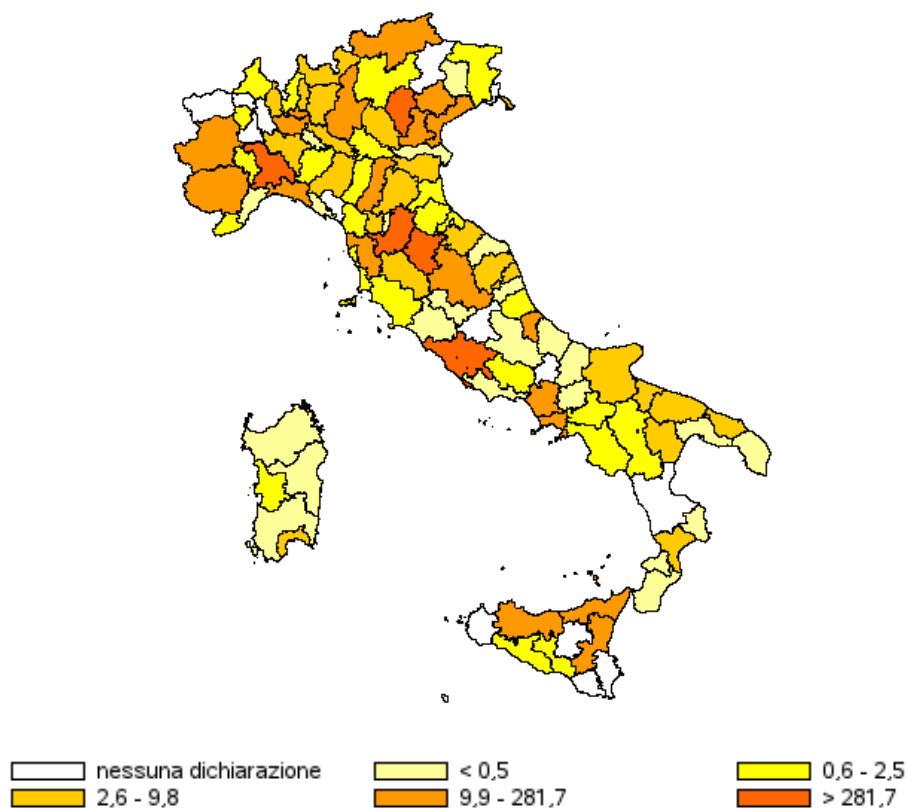 nessuna dichiarazione < 0,5 0,6 - 2,5
2,6 - 9,8 9,9 - 281,7 > 281,7